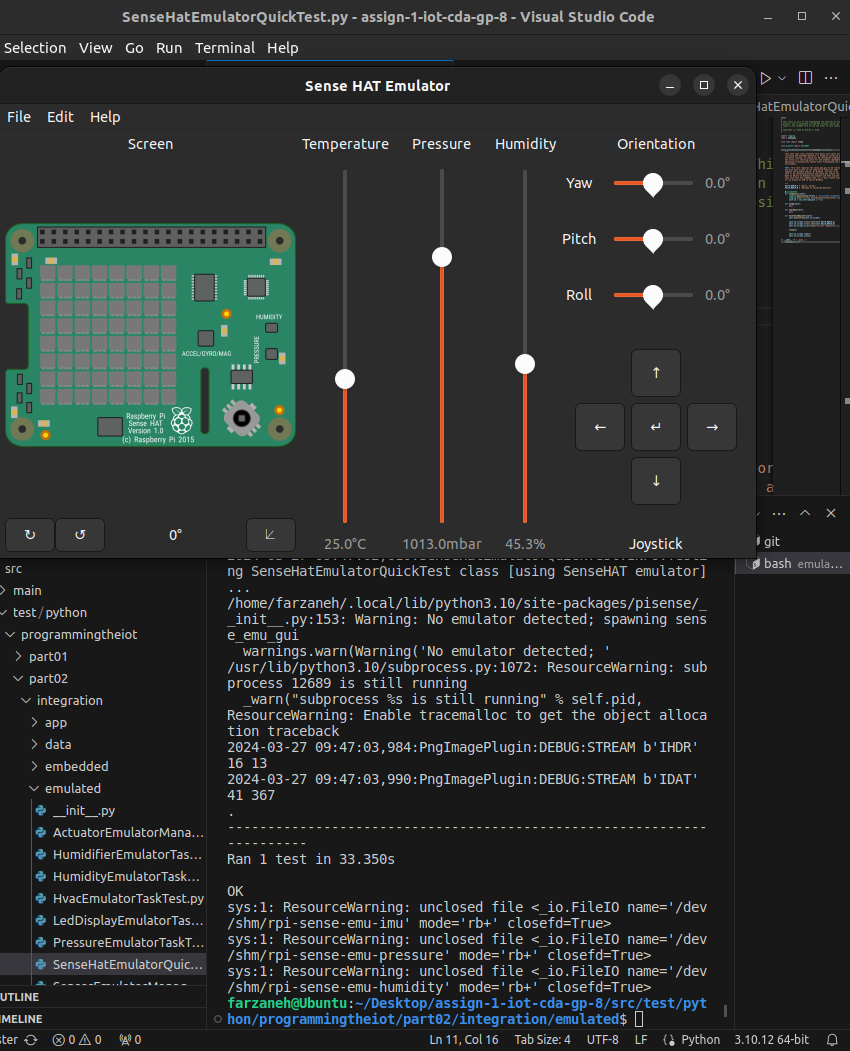 SenseHatEmulatorQuickTest.py - assign-1-iot-cda-gp-8 - Visual Studio Code
Selection View Go Run Terminal Help
Sense HAT Emulator
File Edit Help
Screen
Temperature
Pressure
Humidity
Orientation
Yaw 0.0°
Pitch 0.0°
Roll 0.0°
HUMIDITY
PRESSURE
ACCEL/GYRO/MAG
Raspberry Pi
Sense HAT
Version 1.0
(c) Raspberry Pi 2015
↑
← ↵ →
↓
↻ ↺ 0°
25.0°C
1013.0mbar
45.3%
Joystick
git
bash emula...
src
main
test/python
programmingtheiot
part01
part02
integration
app
data
embedded
emulated
__init__.py
ActuatorEmulatorMana...
HumidifierEmulatorTas...
HumidityEmulatorTask...
HvacEmulatorTaskTest.py
LedDisplayEmulatorTas...
PressureEmulatorTaskT...
SenseHatEmulatorQuic...
UTLINE
IMELINE
ng SenseHatEmulatorQuickTest class [using SenseHAT emulator]
...
/home/farzaneh/.local/lib/python3.10/site-packages/pisense/_
_init__.py:153: Warning: No emulator detected; spawning sens
e_emu_gui
warnings.warn(Warning('No emulator detected; '
/usr/lib/python3.10/subprocess.py:1072: ResourceWarning: sub
process 12689 is still running
_warn("subprocess %s is still running" % self.pid,
ResourceWarning: Enable tracemalloc to get the object alloca
tion traceback
2024-03-27 09:47:03,984:PngImagePlugin:DEBUG:STREAM b'IHDR'
16 13
2024-03-27 09:47:03,990:PngImagePlugin:DEBUG:STREAM b'IDAT'
41 367
.
------------------------------------------------------------
----------
Ran 1 test in 33.350s
OK
sys:1: ResourceWarning: unclosed file <_io.FileIO name='/dev
/shm/rpi-sense-emu-imu' mode='rb+' closefd=True>
sys:1: ResourceWarning: unclosed file <_io.FileIO name='/dev
/shm/rpi-sense-emu-pressure' mode='rb+' closefd=True>
sys:1: ResourceWarning: unclosed file <_io.FileIO name='/dev
/shm/rpi-sense-emu-humidity' mode='rb+' closefd=True>
farzaneh@Ubuntu:~/Desktop/assign-1-iot-cda-gp-8/src/test/pyt
hon/programmingtheiot/part02/integration/emulated$
ster 0 0 0 Ln 11, Col 16 Tab Size: 4 UTF-8 LF Python 3.10.12 64-bit